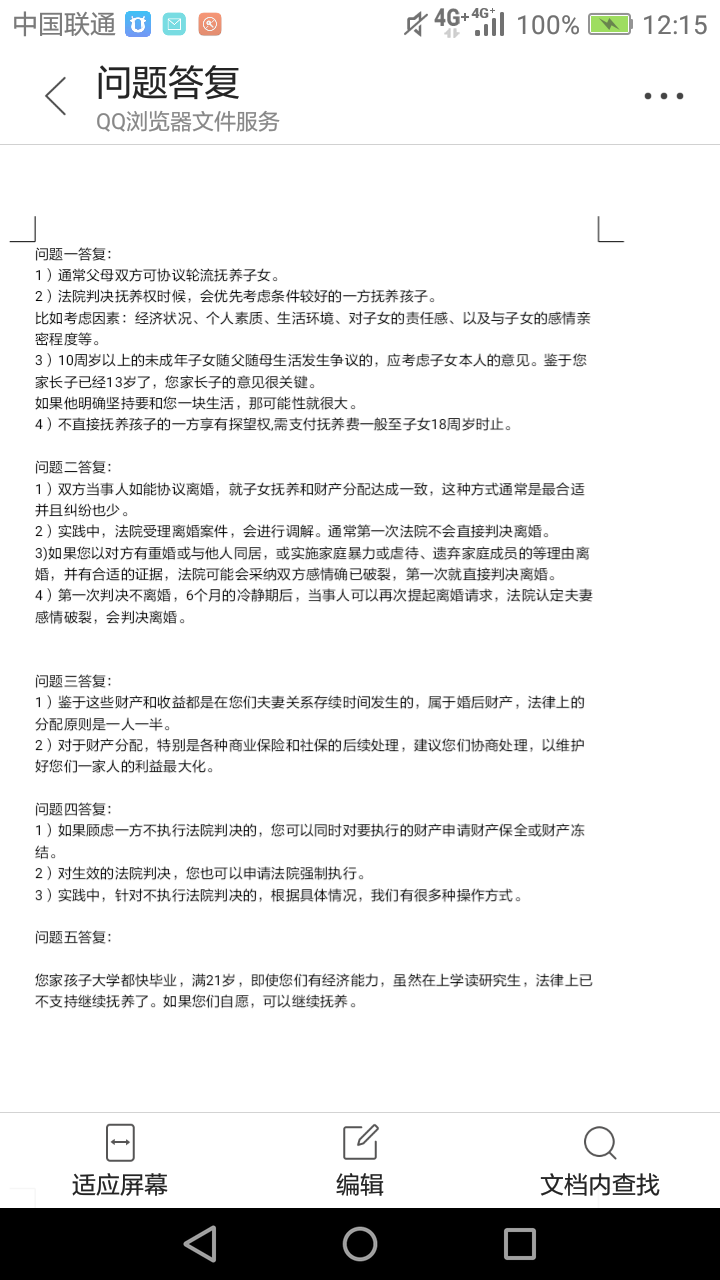 中国联通 4G+ 4G+ 100% 12:15
问题答复
QQ浏览器文件服务
问题一答复：
1）通常父母双方可协议轮流抚养子女。
2）法院判决抚养权时候，会优先考虑条件较好的一方抚养孩子。
比如考虑因素：经济状况、个人素质、生活环境、对子女的责任感、以及与子女的感情亲
密程度等。
3）10周岁以上的未成年子女随父随母生活发生争议的，应考虑子女本人的意见。鉴于您
家长子已经13岁了，您家长子的意见很关键。
如果他明确坚持要和您一块生活，那可能性就很大。
4）不直接抚养孩子的一方享有探望权,需支付抚养费一般至子女18周岁时止。
问题二答复：
1）双方当事人如能协议离婚，就子女抚养和财产分配达成一致，这种方式通常是最合适
并且纠纷也少。
2）实践中，法院受理离婚案件，会进行调解。通常第一次法院不会直接判决离婚。
3)如果您以对方有重婚或与他人同居，或实施家庭暴力或虐待、遗弃家庭成员的等理由离
婚，并有合适的证据，法院可能会采纳双方感情确已破裂，第一次就直接判决离婚。
4）第一次判决不离婚，6个月的冷静期后，当事人可以再次提起离婚请求，法院认定夫妻
感情破裂，会判决离婚。
问题三答复：
1）鉴于这些财产和收益都是在您们夫妻关系存续时间发生的，属于婚后财产，法律上的
分配原则是一人一半。
2）对于财产分配，特别是各种商业保险和社保的后续处理，建议您们协商处理，以维护
好您们一家人的利益最大化。
问题四答复：
1）如果顾虑一方不执行法院判决的，您可以同时对要执行的财产申请财产保全或财产冻
结。
2）对生效的法院判决，您也可以申请法院强制执行。
3）实践中，针对不执行法院判决的，根据具体情况，我们有很多种操作方式。
问题五答复：
您家孩子大学都快毕业，满21岁，即使您们有经济能力，虽然在上学读研究生，法律上已
不支持继续抚养了。如果您们自愿，可以继续抚养。
适应屏幕 编辑 文档内查找